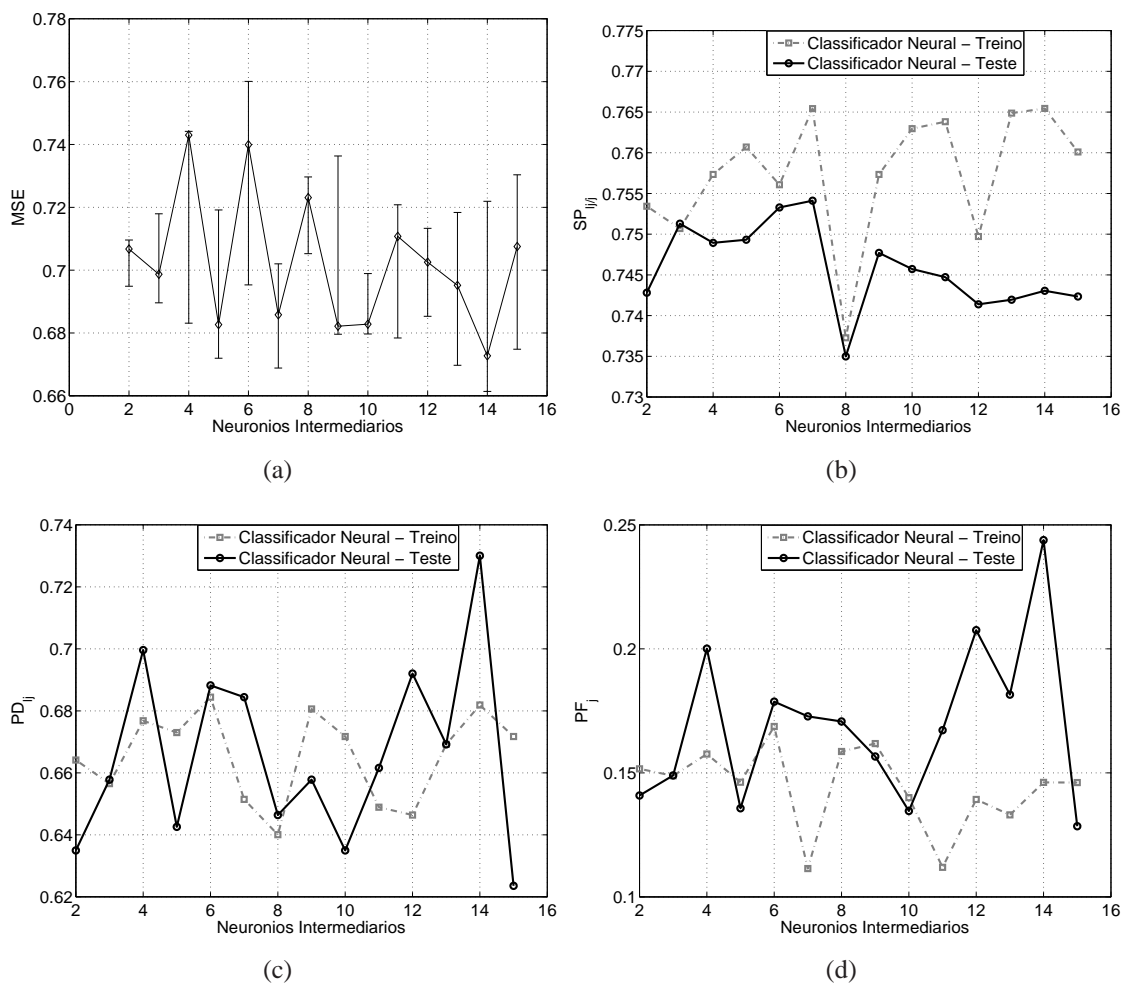 0.78
0.76
0.74
0.72
0.7
0.68
0.66
MSE
0 2 4 6 8 10 12 14 16
Neuronios Intermediarios
(a)
0.775
0.77
0.765
0.76
0.755
0.75
0.745
0.74
0.735
0.73
SP lj/j
Classificador Neural − Treino
Classificador Neural − Teste
2 4 6 8 10 12 14 16
Neuronios Intermediarios
(b)
0.74
0.72
0.7
0.68
0.66
0.64
0.62
PD lj
Classificador Neural − Treino
Classificador Neural − Teste
2 4 6 8 10 12 14 16
Neuronios Intermediarios
(c)
0.25
0.2
0.15
0.1
PF j
Classificador Neural − Treino
Classificador Neural − Teste
2 4 6 8 10 12 14 16
Neuronios Intermediarios
(d)